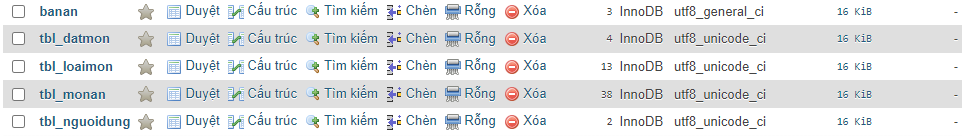 banan Duyệt Cấu trúc Tìm kiếm Chèn Rỗng Xóa 3 InnoDB utf8_general_ci 16 KiB -
tbl_datmon Duyệt Cấu trúc Tìm kiếm Chèn Rỗng Xóa 4 InnoDB utf8_unicode_ci 16 KiB -
tbl_loaimon Duyệt Cấu trúc Tìm kiếm Chèn Rỗng Xóa 13 InnoDB utf8_unicode_ci 16 KiB -
tbl_monan Duyệt Cấu trúc Tìm kiếm Chèn Rỗng Xóa 38 InnoDB utf8_unicode_ci 16 KiB -
tbl_nguoidung Duyệt Cấu trúc Tìm kiếm Chèn Rỗng Xóa 2 InnoDB utf8_unicode_ci 16 KiB -